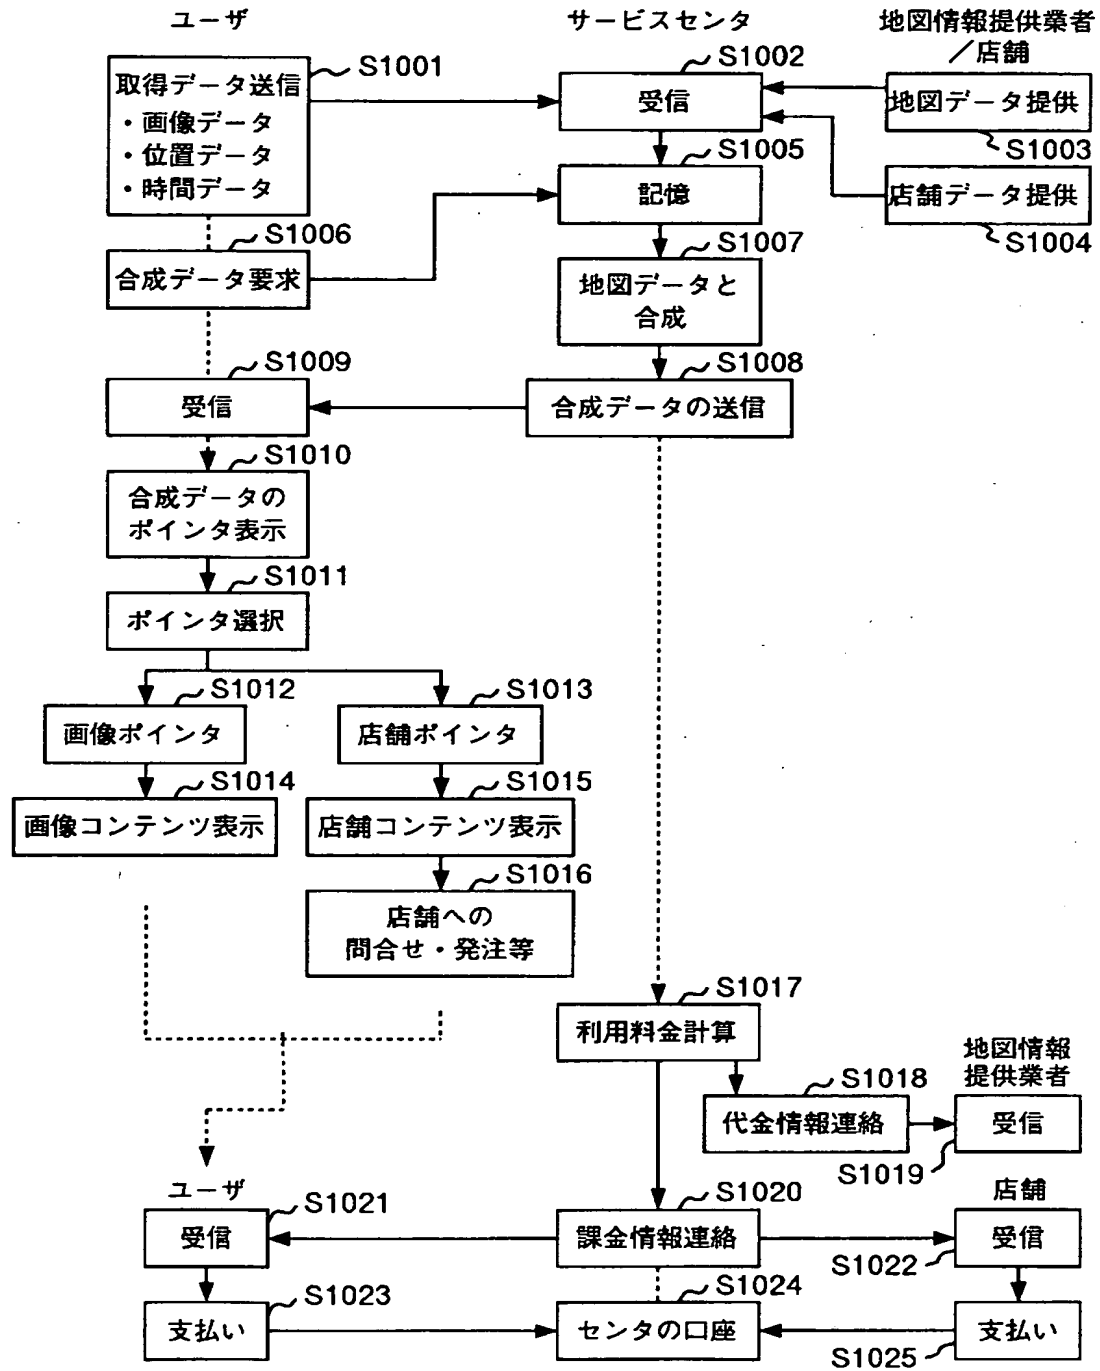 ユーザ
サービスセンタ
地図情報提供業者
／店舗
S1001
取得データ送信
・画像データ
・位置データ
・時間データ
S1002
受信
地図データ提供
S1003
S1005
記憶
店舗データ提供
S1004
S1006
合成データ要求
S1007
地図データと
合成
S1009
受信
S1008
合成データの送信
S1010
合成データの
ポインタ表示
S1011
ポインタ選択
S1012
画像ポインタ
S1013
店舗ポインタ
S1014
画像コンテンツ表示
S1015
店舗コンテンツ表示
S1016
店舗への
問合せ・発注等
S1017
利用料金計算
S1018
代金情報連絡
地図情報
提供業者
受信
S1019
ユーザ
S1021
受信
S1020
課金情報連絡
店舗
受信
S1022
S1023
支払い
S1024
センタの口座
支払い
S1025